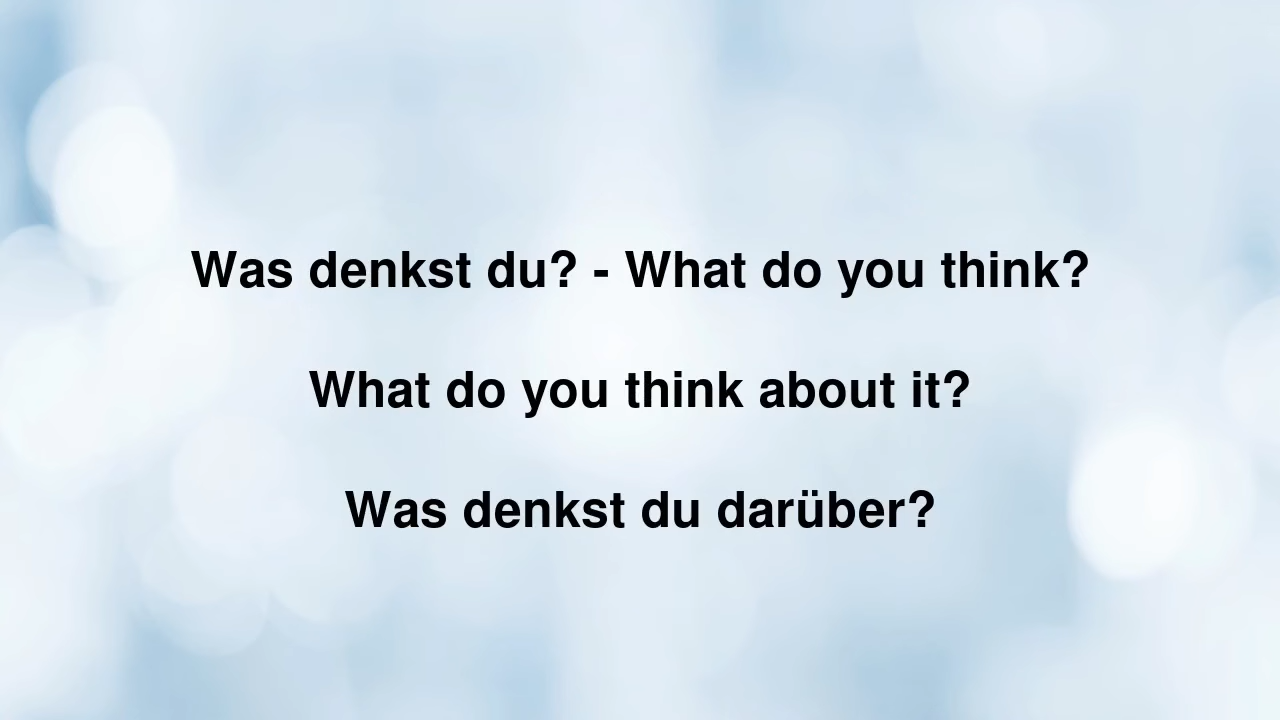 Was denkst du? - What do you think?
What do you think about it?
Was denkst du darüber?